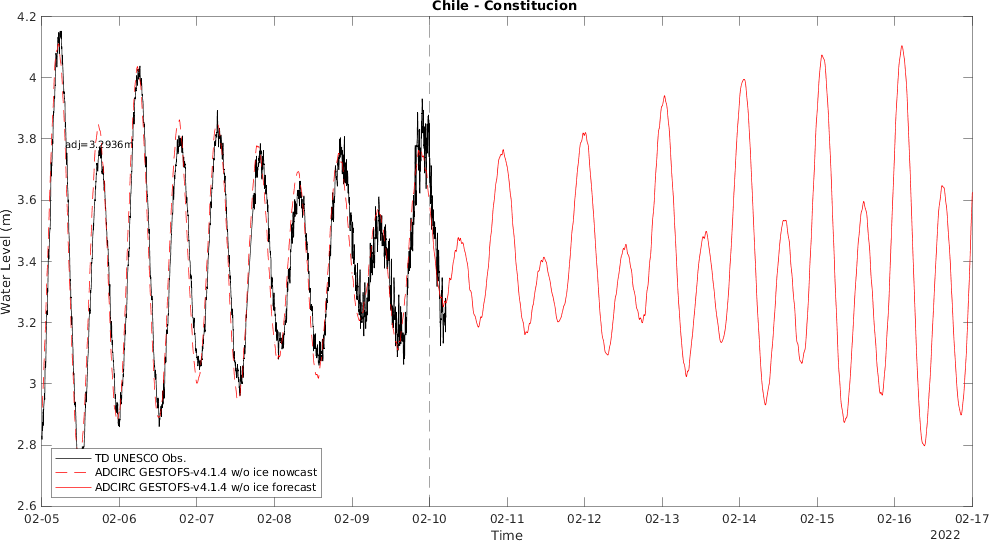 Chile - Constitucion
4.2
4
3.8
3.6
3.4
3.2
3
2.8
2.6
Water Level (m)
adj=3.2936m
TD UNESCO Obs.
ADCIRC GESTOFS-v4.1.4 w/o ice nowcast
ADCIRC GESTOFS-v4.1.4 w/o ice forecast
02-05 02-06 02-07 02-08 02-09 02-10 02-11 02-12 02-13 02-14 02-15 02-16 02-17
Time
2022